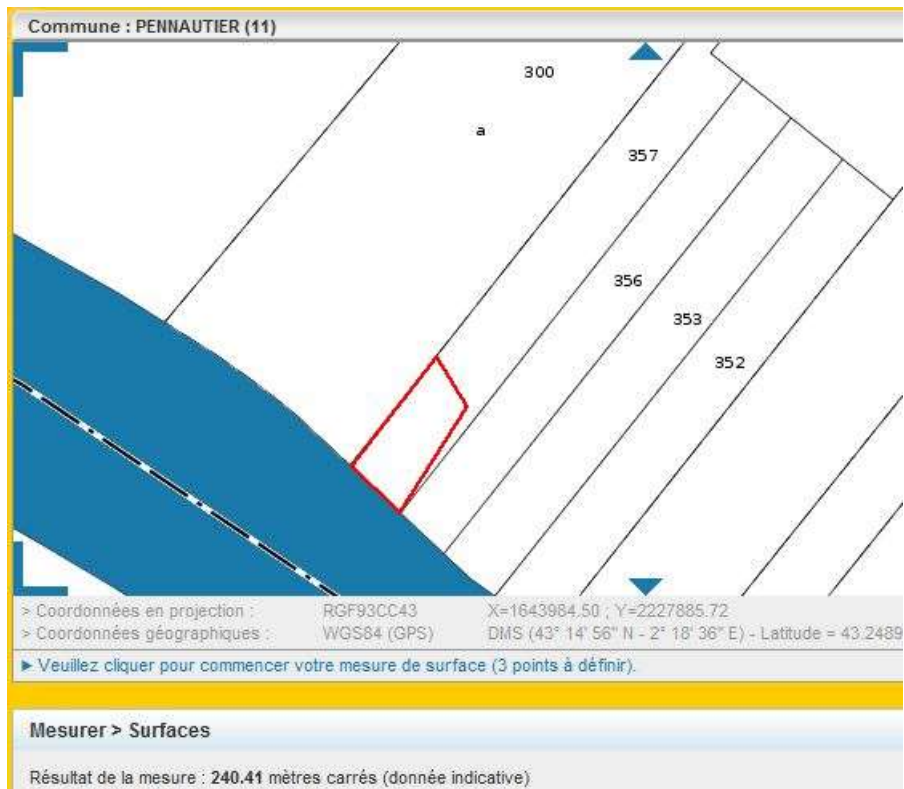 Commune : PENNAUTIER (11)
300
a
357
356
353
352
> Coordonnées en projection : RGF93CC43 X=1643984.50 ; Y=2227885.72
> Coordonnées géographiques : WGS84 (GPS) DMS (43° 14' 56" N - 2° 18' 36" E) - Latitude = 43.2489
► Veuillez cliquer pour commencer votre mesure de surface (3 points à définir).
Mesurer > Surfaces
Résultat de la mesure : 240.41 mètres carrés (donnée indicative)